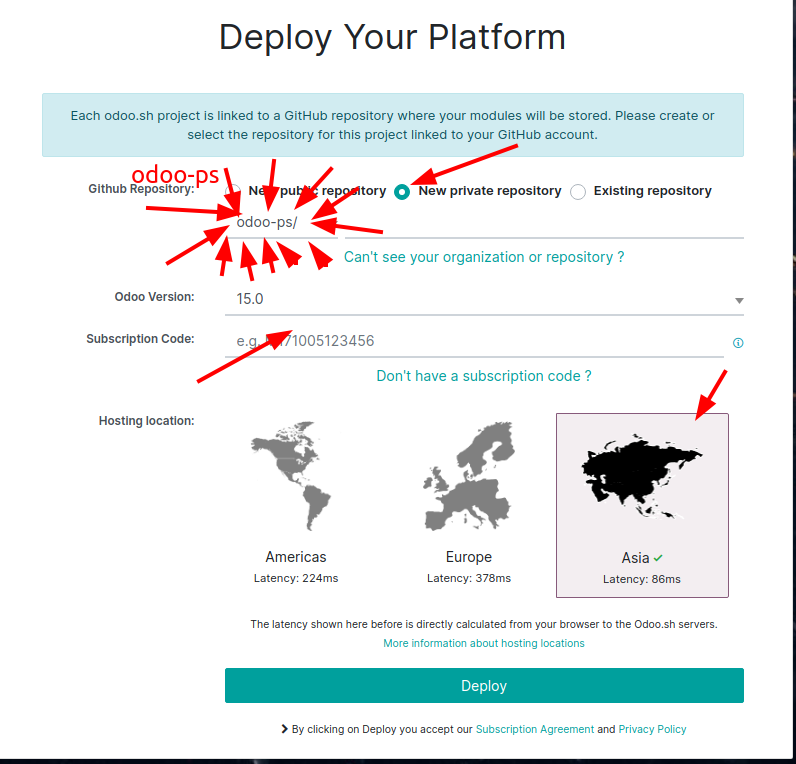 Deploy Your Platform
Each odoo.sh project is linked to a GitHub repository where your modules will be stored. Please create or
select the repository for this project linked to your GitHub account.
odoo-ps
Github Repository:
New public repository
New private repository
Existing repository
odoo-ps/
Can't see your organization or repository ?
Odoo Version:
15.0
Subscription Code:
e.g. 71005123456
Don't have a subscription code ?
Hosting location:
Americas
Latency: 224ms
Europe
Latency: 378ms
Asia
Latency: 86ms
The latency shown here before is directly calculated from your browser to the Odoo.sh servers.
More information about hosting locations
Deploy
By clicking on Deploy you accept our Subscription Agreement and Privacy Policy